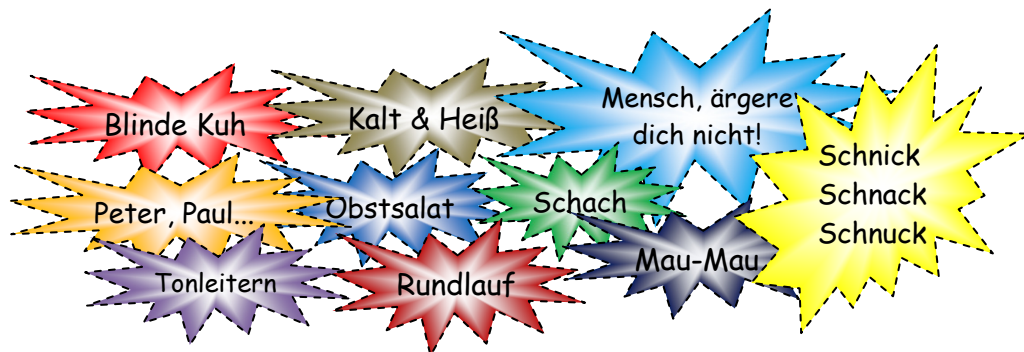 Blinde Kuh
Kalt & Heiß
Mensch, ärgere
dich nicht!
Schnick
Schnack
Schnuck
Peter, Paul...
Obstsalat
Schach
Mau-Mau
Tonleitern
Rundlauf